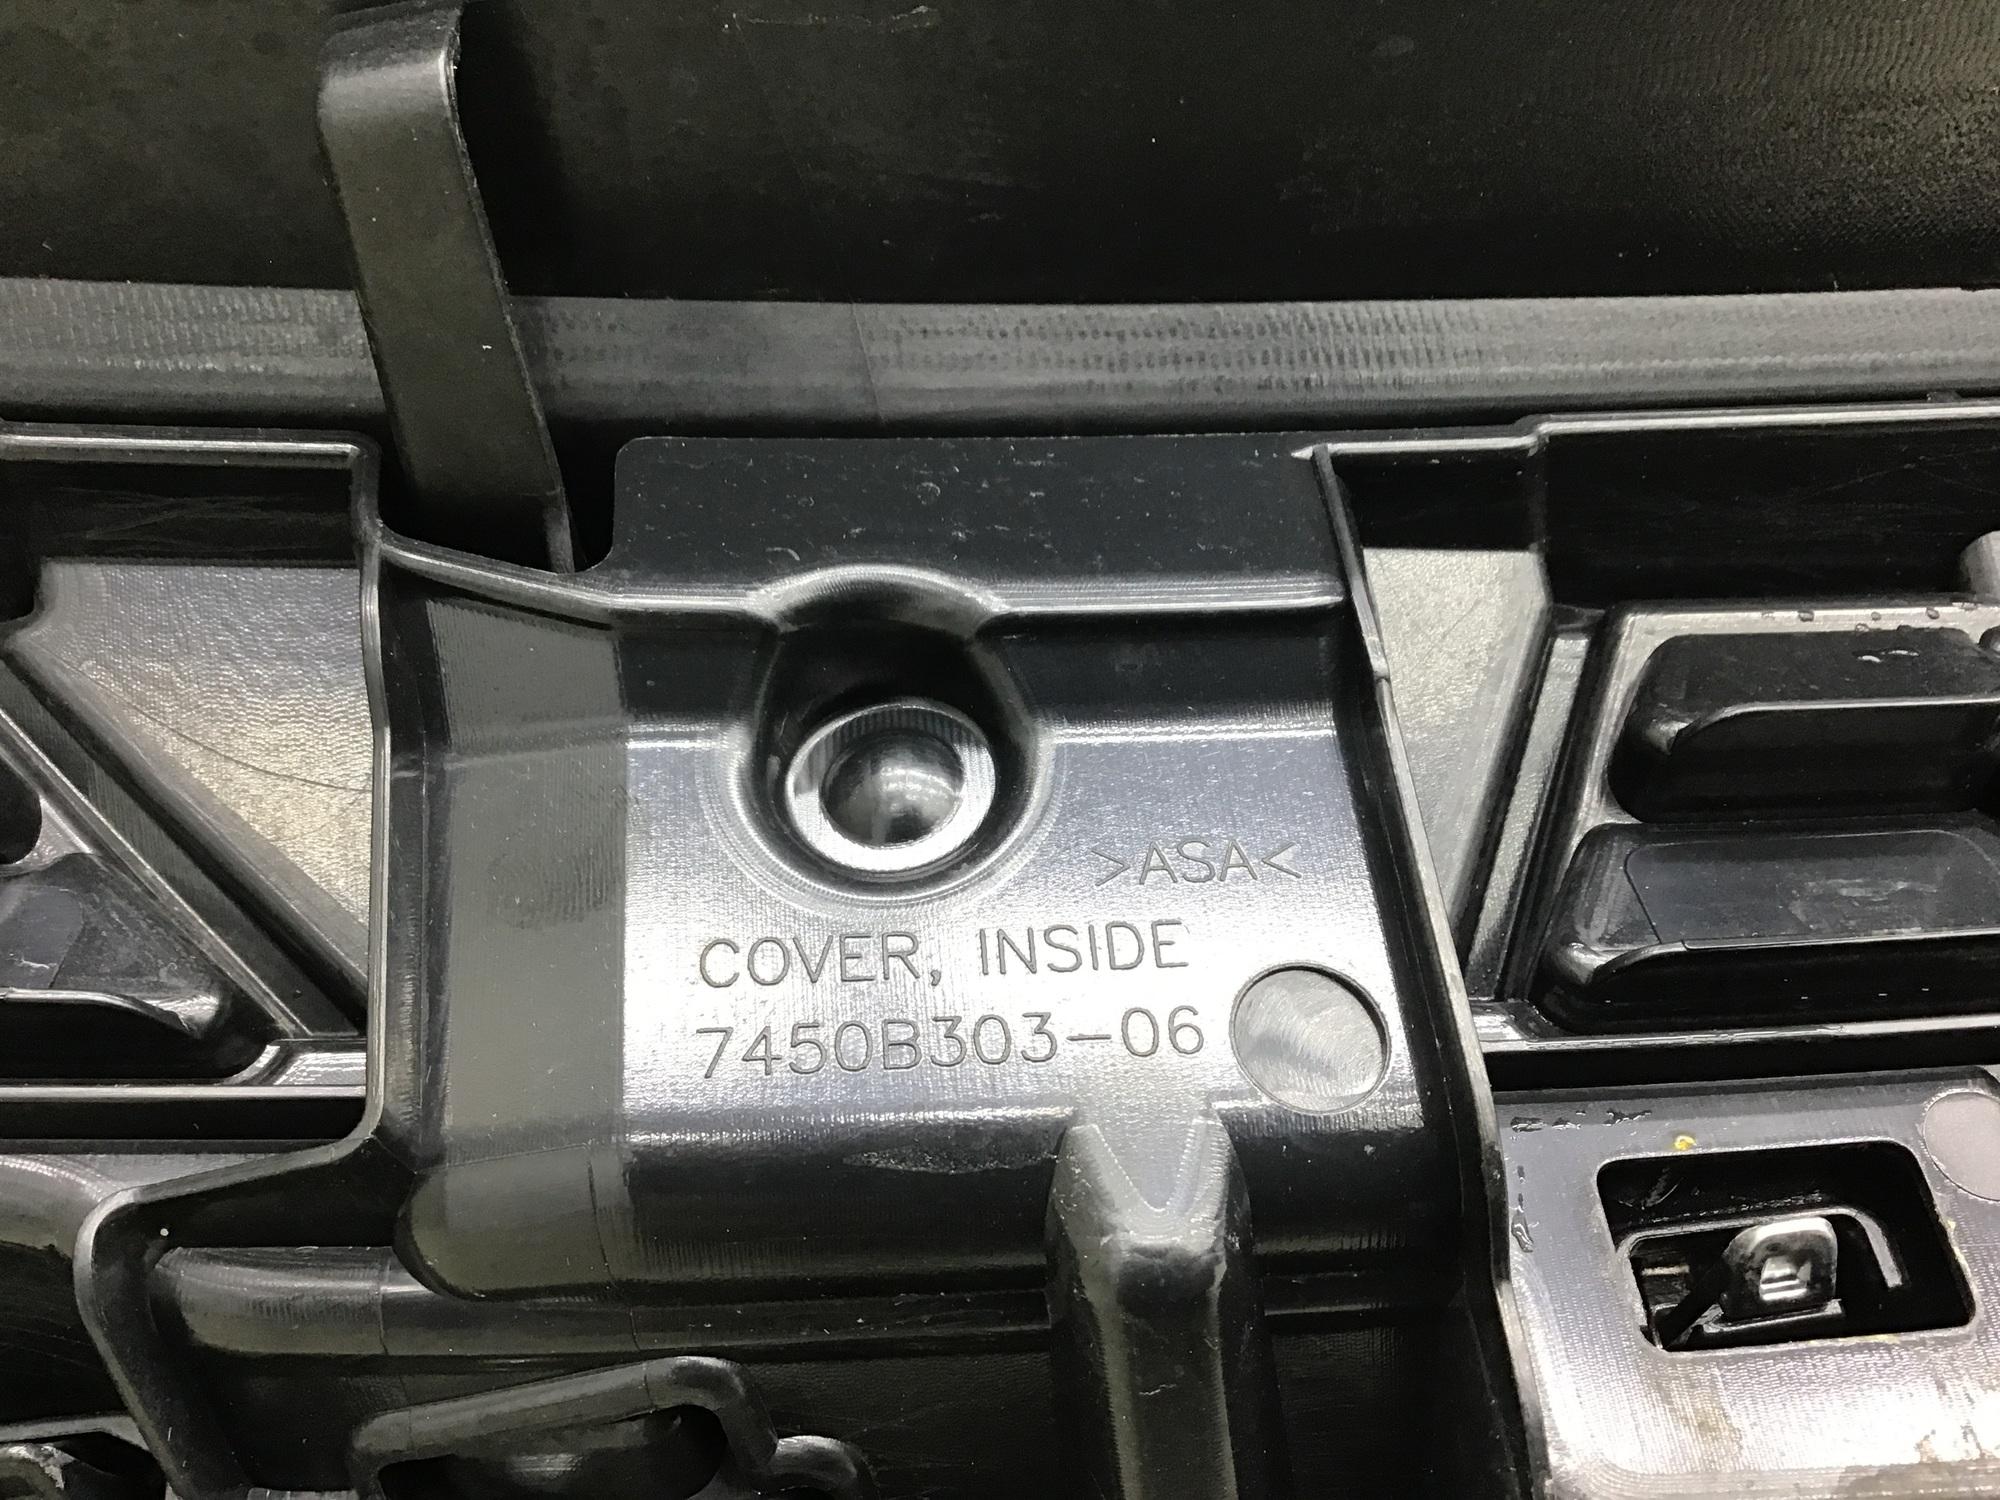 >ASA<
COVER, INSIDE
7450B303-06